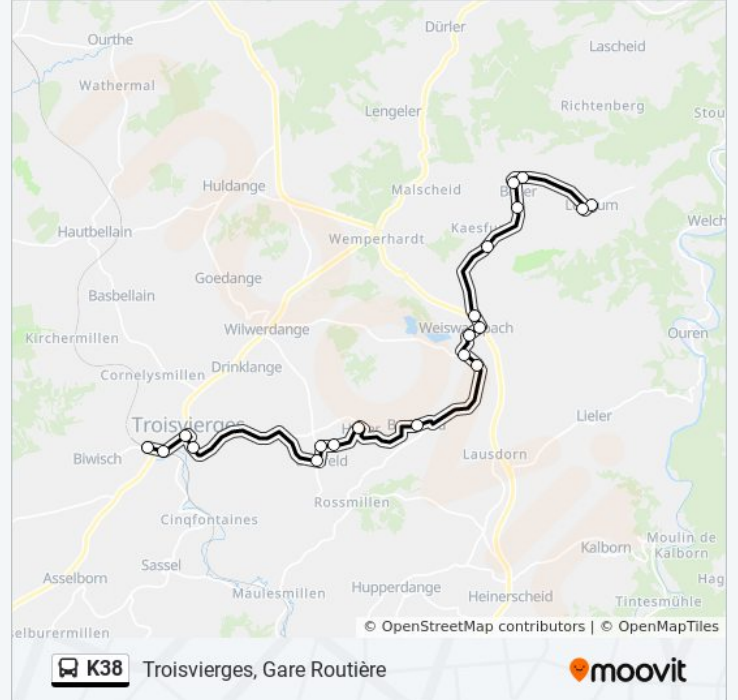 Dürler
Ourthe
Lascheid
Wathermal
Richtenberg
Lengeler
Huldange
Malscheid
Hautbellain
Wemperhardt
Goedange
Basbellain
Wilwerdange
Ouren
Kirchermillen
Drinklange
Cornelysmillen
Troisvierges
Lieler
Biwisch
Lausdorn
Rossmillen
Cinqfontaines
Moulin de
Kalborn
Kalborn
Sassel
Asselborn
Hupperdange
Maulesmillen
Heinerscheid
Tintesmühle
© OpenStreetMap contributors | © OpenMapTiles
K38 Troisvierges, Gare Routière
moovit